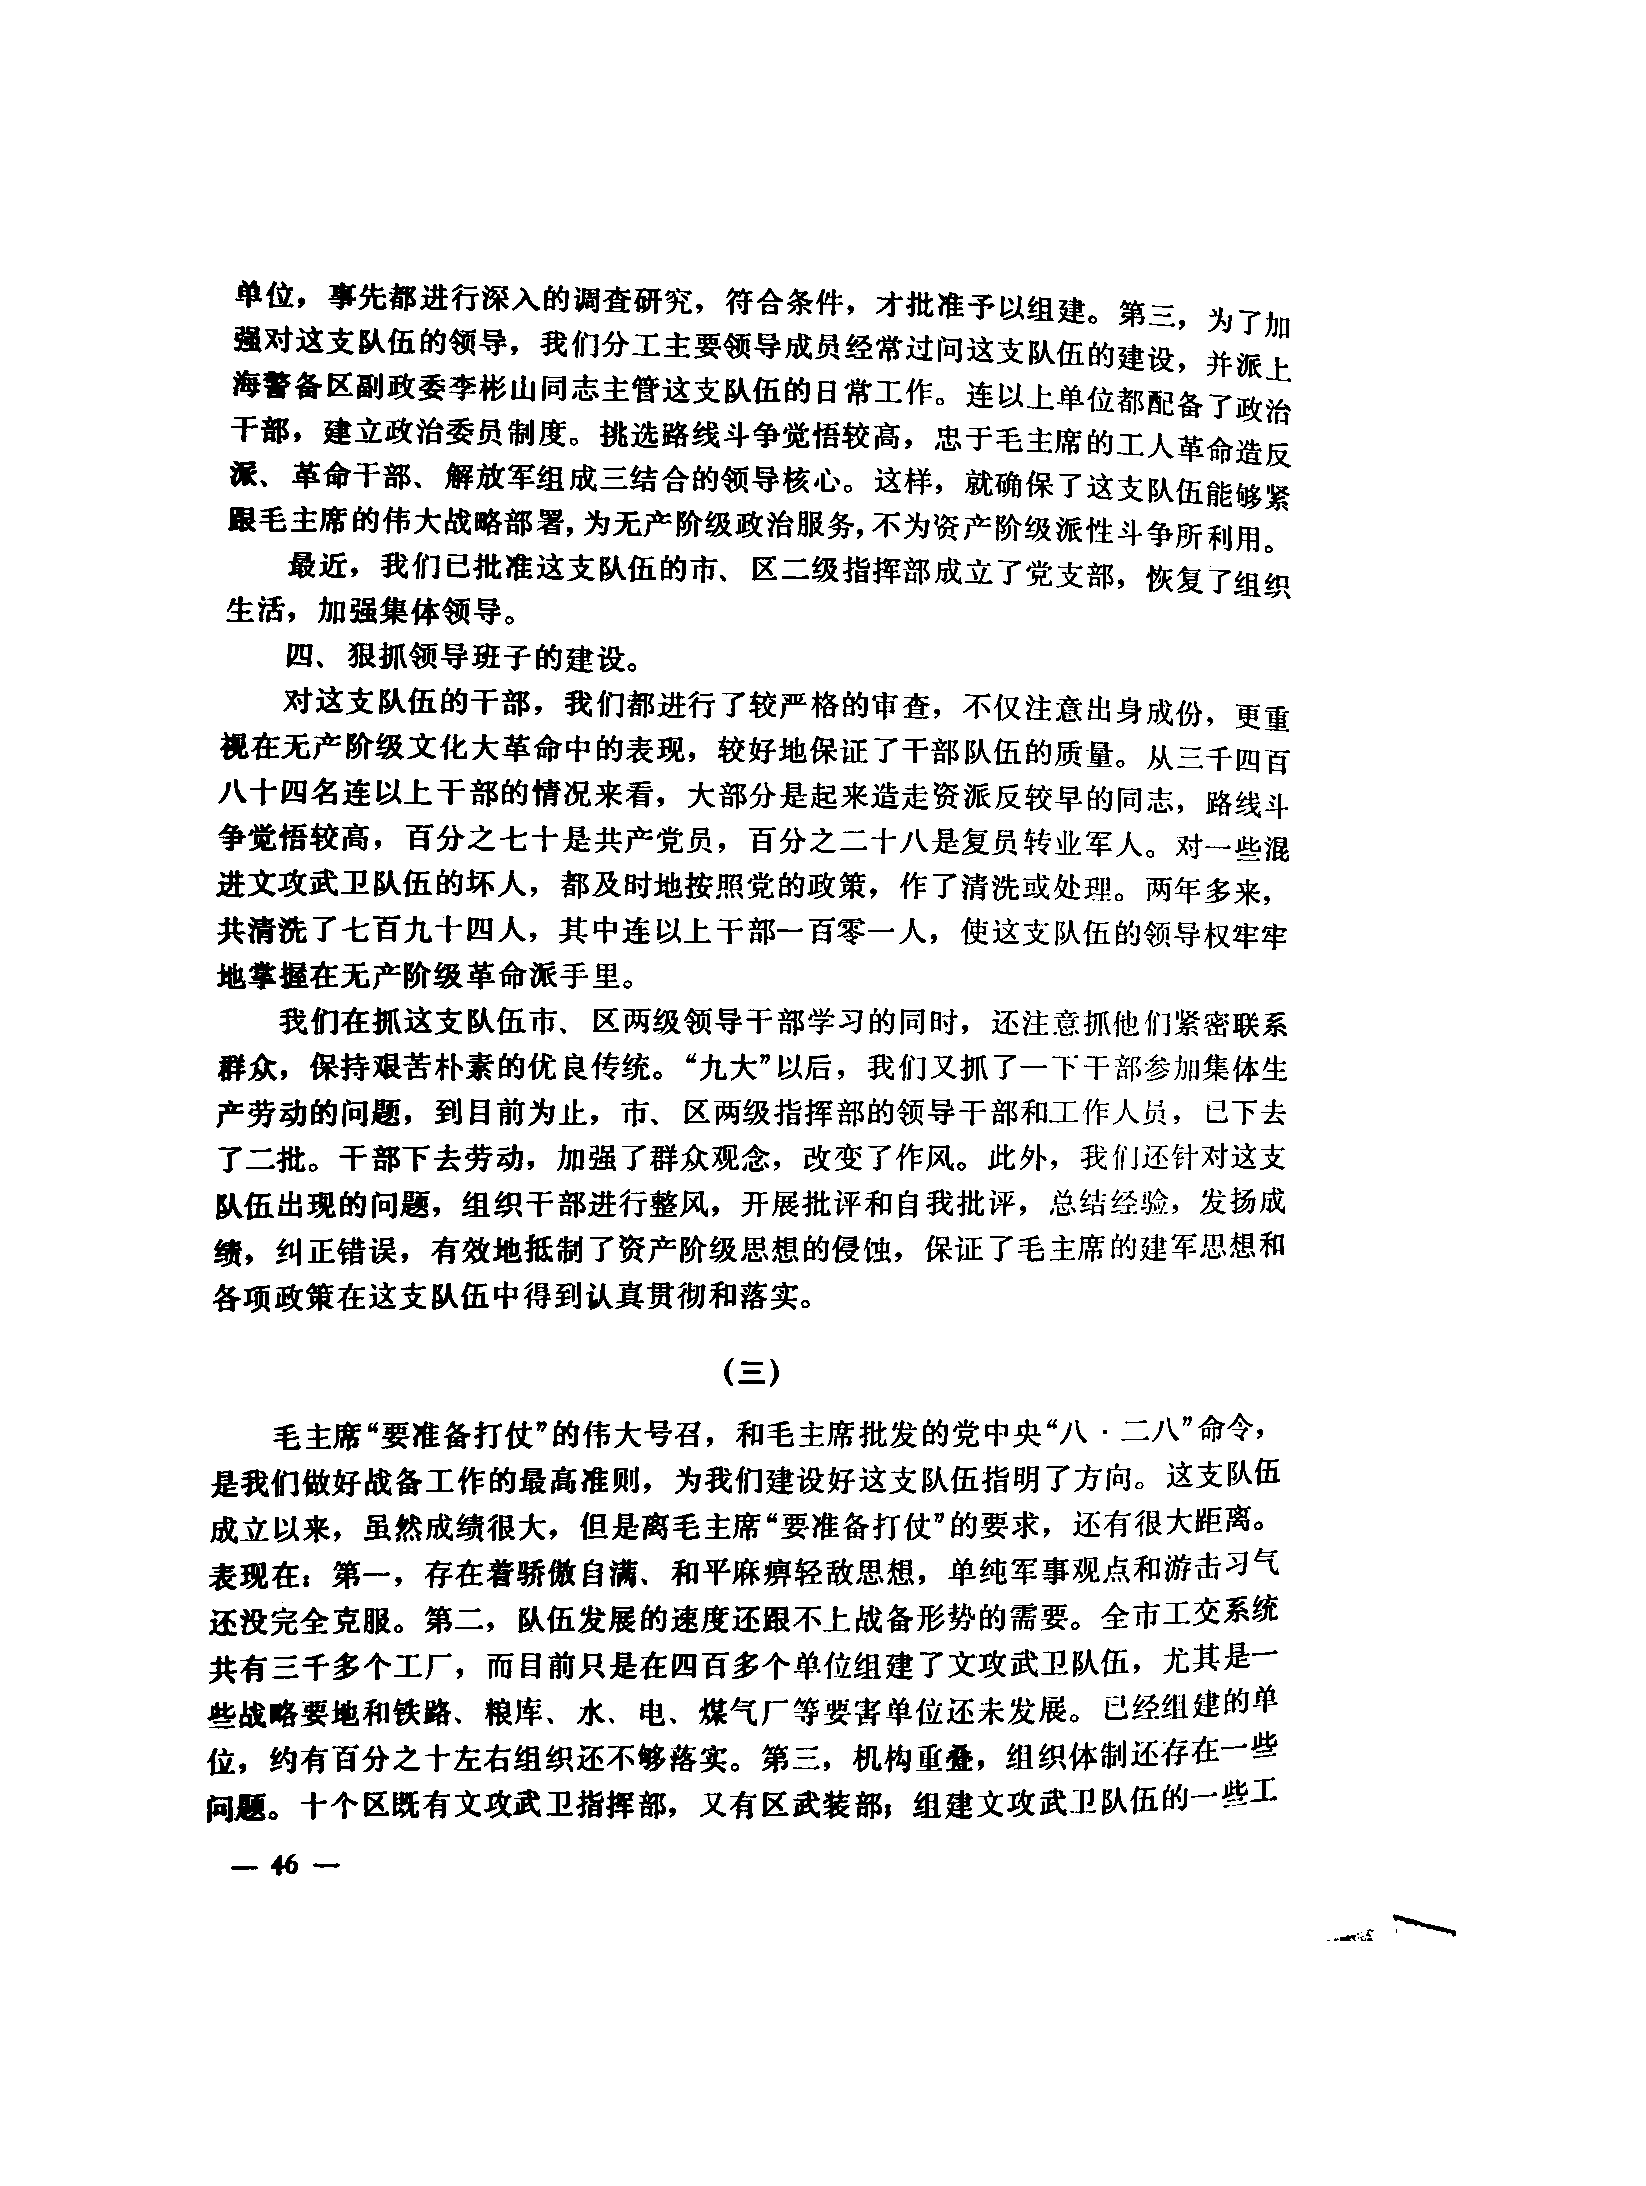 单位，事先都进行深入的调查研究，符合条件，才批准予以组建。第三，为了加
强对这支队伍的领导，我们分工主要领导成员经常过问这支队伍的建设，并派上
海警备区副政委李彬山同志主管这支队伍的日常工作。连以上单位都配备了政治
干部，建立政治委员制度。挑选路线斗争觉悟较高，忠于毛主席的工人革命造反
派、革命干部、解放军组成三结合的领导核心。这样，就确保了这支队伍能够紧
跟毛主席的伟大战略部署，为无产阶级政治服务，不为资产阶级派性斗争所利用。
最近，我们已批准这支队伍的市、区二级指挥部成立了党支部，恢复了组织
生活，加强集体领导。
四、狠抓领导班子的建设。
对这支队伍的干部，我们都进行了较严格的审查，不仅注意出身成份，更重
视在无产阶级文化大革命中的表现，较好地保证了干部队伍的质量。从三千四百
八十四名连以上干部的情况来看，大部分是起来造走资派反较早的同志，路线斗
争觉悟较高，百分之七十是共产党员，百分之二十八是复员转业军人。对一些混
进文攻武卫队伍的坏人，都及时地按照党的政策，作了清洗或处理。两年多来，
共清洗了七百九十四人，其中连以上干部一百零一人，使这支队伍的领导权牢牢
地掌握在无产阶级革命派手里。
我们在抓这支队伍市、区两级领导干部学习的同时，还注意抓他们紧密联系
群众，保持艰苦朴素的优良传统。“九大”以后，我们又抓了一下干部参加集体生
产劳动的问题，到目前为止，市、区两级指挥部的领导干部和工作人员，已下去
了二批。干部下去劳动，加强了群众观念，改变了作风。此外，我们还针对这支
队伍出现的问题，组织干部进行整风，开展批评和自我批评，总结经验，发扬成
绩，纠正错误，有效地抵制了资产阶级思想的侵蚀，保证了毛主席的建军思想和
各项政策在这支队伍中得到认真贯彻和落实。
（三）
毛主席“要准备打仗”的伟大号召，和毛主席批发的党中央“八·二八”命令，
是我们做好战备工作的最高准则，为我们建设好这支队伍指明了方向。这支队伍
成立以来，虽然成绩很大，但是离毛主席“要准备打仗”的要求，还有很大距离。
表现在：第一，存在着骄傲自满、和平麻痹轻敌思想，单纯军事观点和游击习气
还没完全克服。第二，队伍发展的速度还跟不上战备形势的需要。全市工交系统
共有三千多个工厂，而目前只是在四百多个单位组建了文攻武卫队伍，尤其是一
些战略要地和铁路、粮库、水、电、煤气厂等要害单位还未发展。已经组建的单
位，约有百分之十左右组织还不够落实。第三，机构重叠，组织体制还存在一些
问题。十个区既有文攻武卫指挥部，又有区武装部；组建文攻武卫队伍的一些工
— 46 —